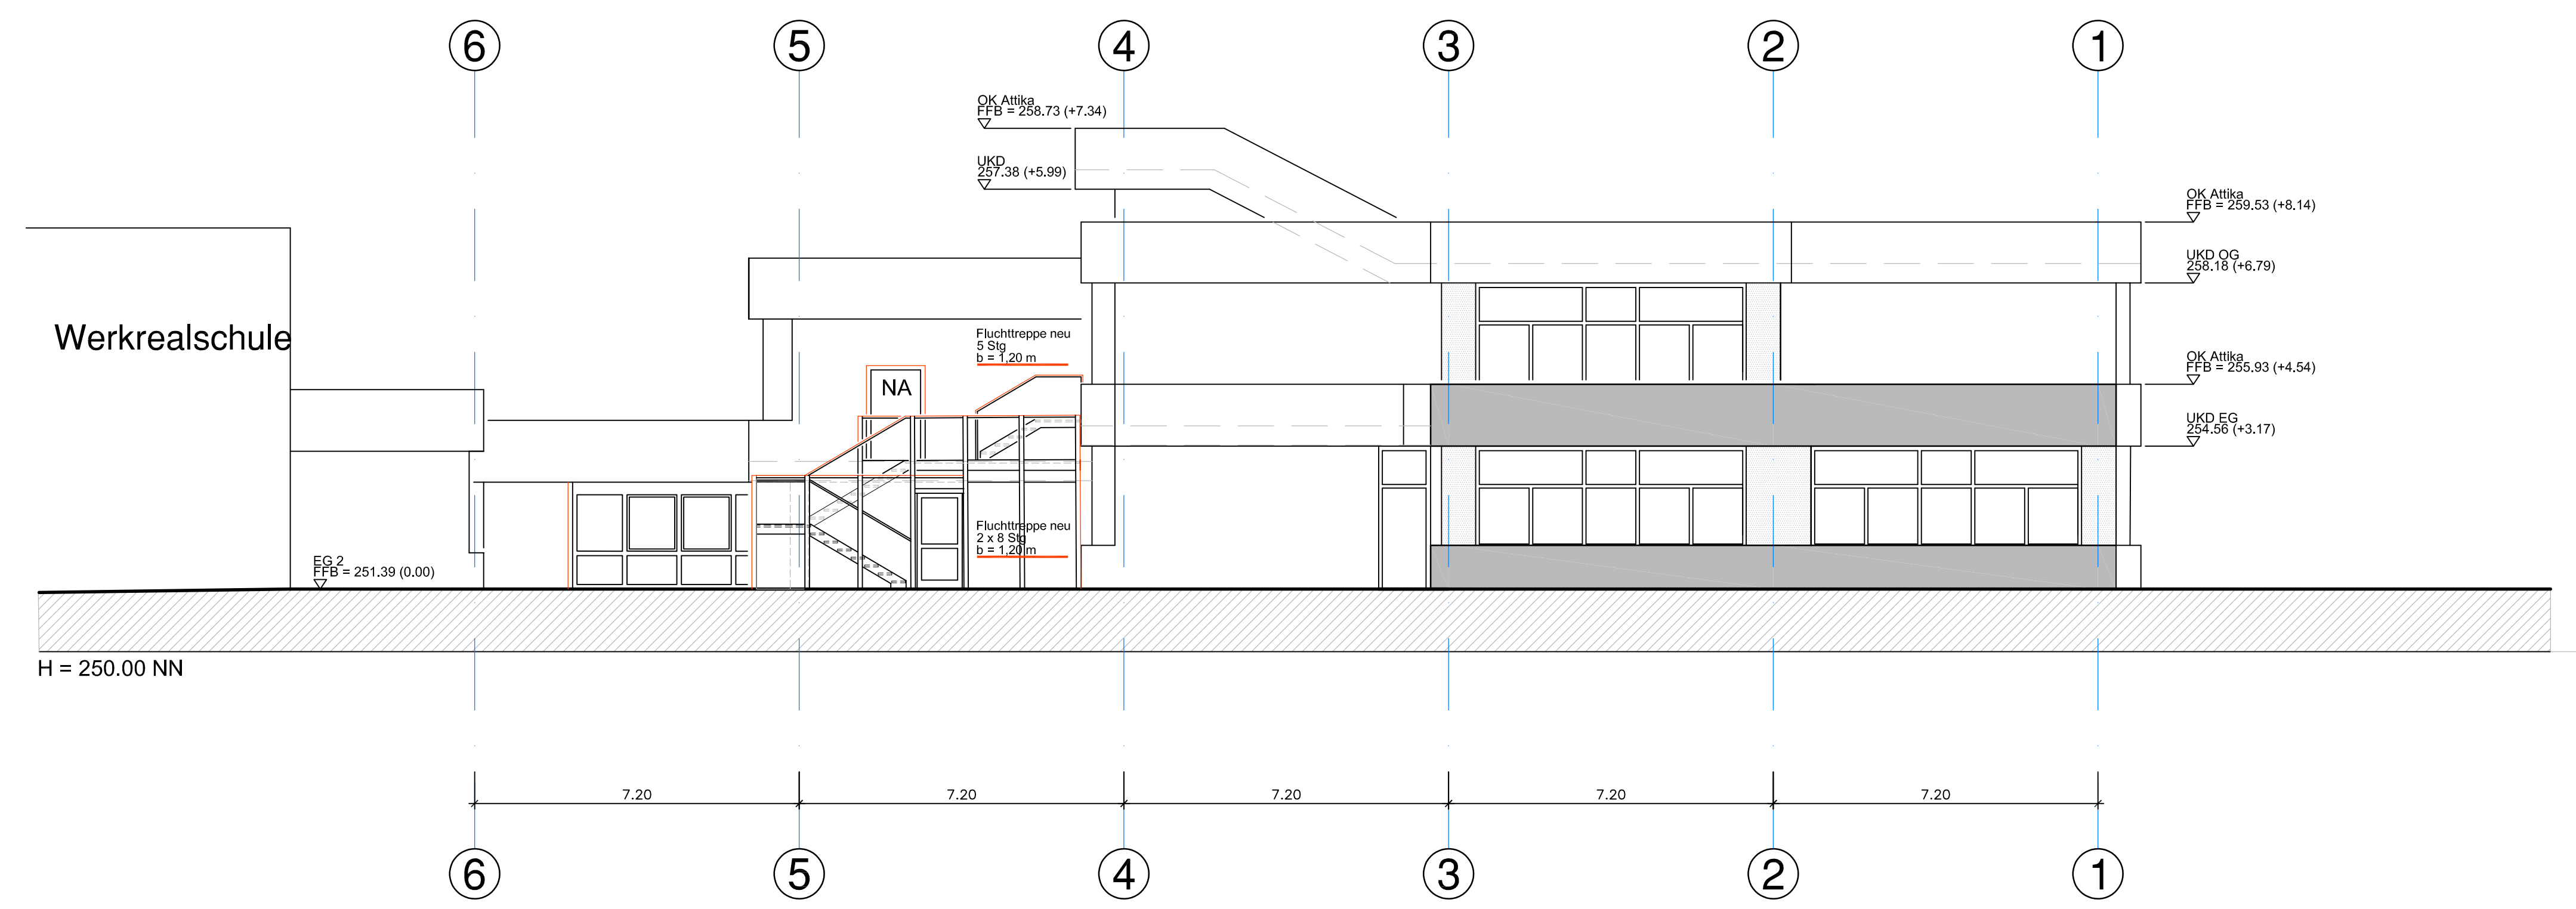 6 5 4 3 2 1
OK Attika
FFB = 258.73 (+7.34)
UKD
257.38 (+5.99)
OK Attika
FFB = 259.53 (+8.14)
UKD OG
258.18 (+6.79)
Werkrealschule
Fluchttreppe neu
5 Stg
b = 1,20 m
NA
OK Attika
FFB = 255.93 (+4.54)
UKD EG
254.56 (+3.17)
Fluchttreppe neu
2 x 8 Stg
b = 1,20 m
EG 2
FFB = 251.39 (0.00)
H = 250.00 NN
7.20 7.20 7.20 7.20 7.20
6 5 4 3 2 1